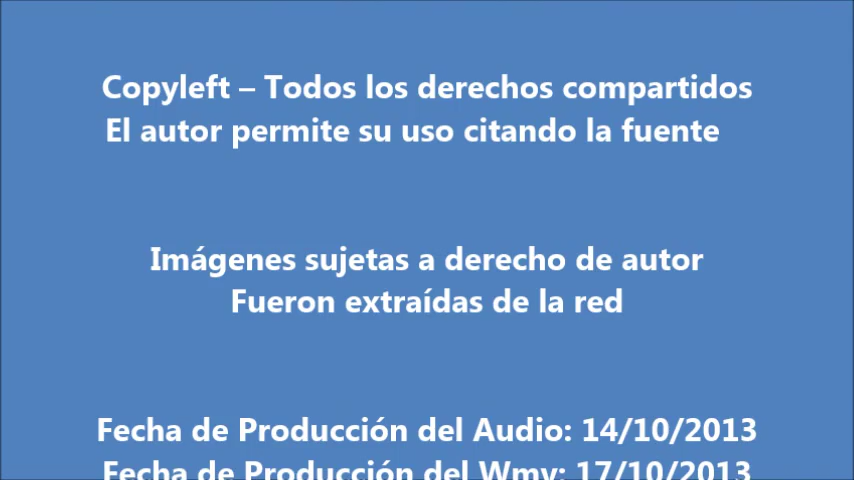 Copyleft – Todos los derechos compartidos
El autor permite su uso citando la fuente
Imágenes sujetas a derecho de autor
Fueron extraídas de la red
Fecha de Producción del Audio: 14/10/2013
Fecha de Producción del Wmv: 17/10/2013